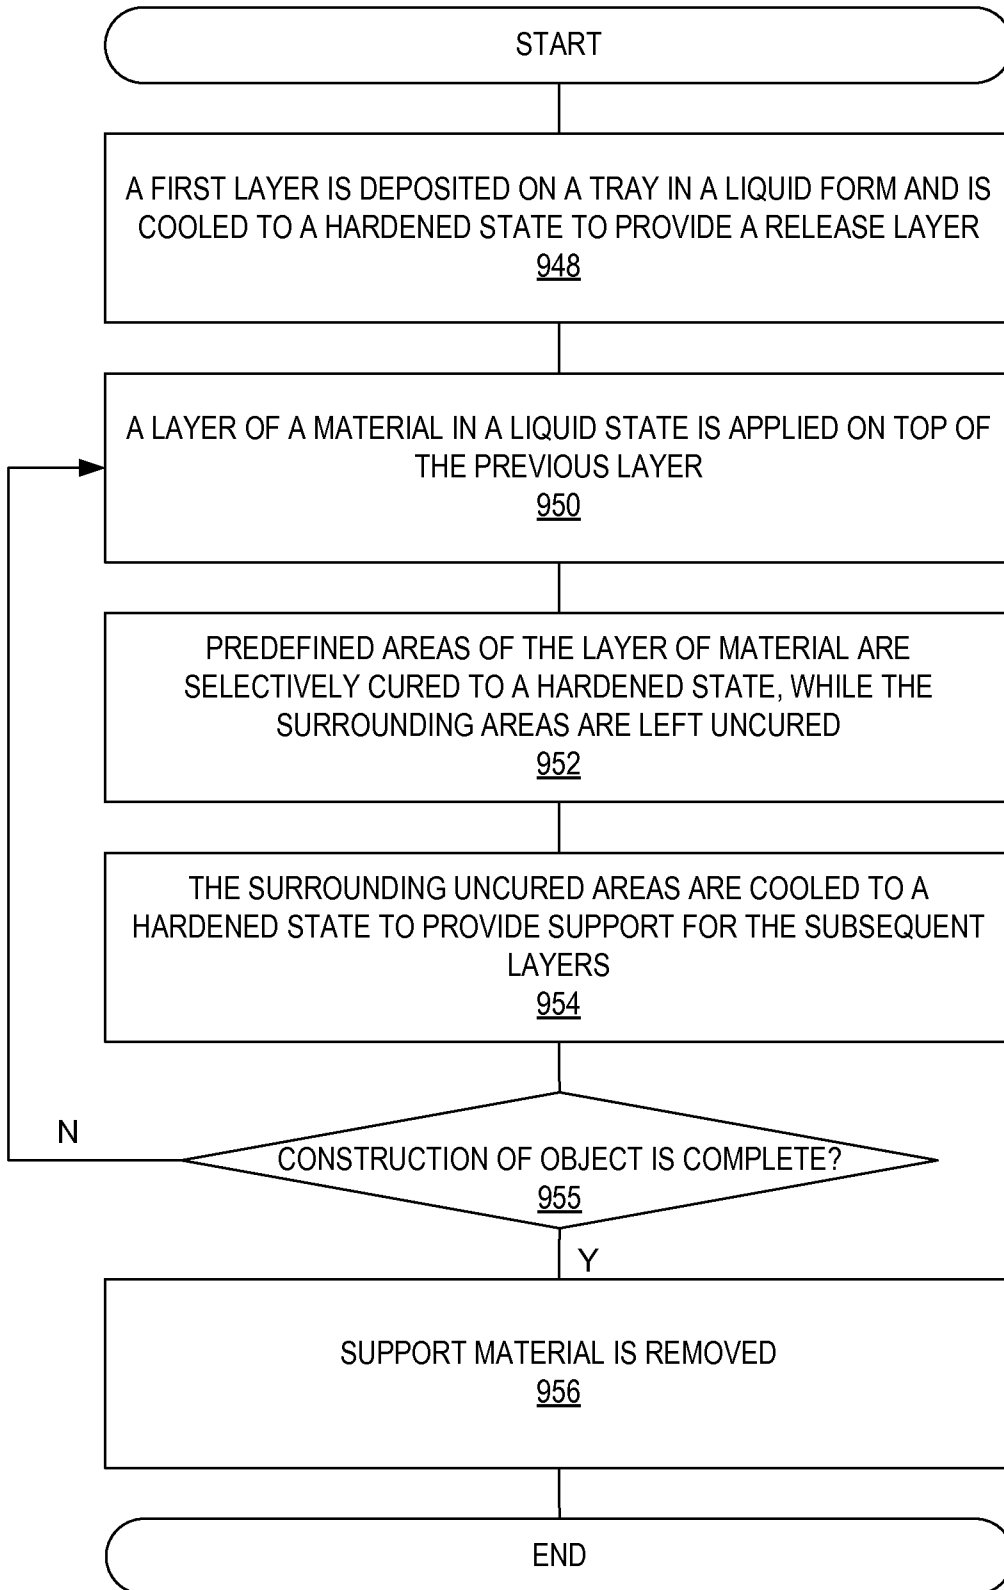 START
A FIRST LAYER IS DEPOSITED ON A TRAY IN A LIQUID FORM AND IS
COOLED TO A HARDENED STATE TO PROVIDE A RELEASE LAYER
948
A LAYER OF A MATERIAL IN A LIQUID STATE IS APPLIED ON TOP OF
THE PREVIOUS LAYER
950
PREDEFINED AREAS OF THE LAYER OF MATERIAL ARE
SELECTIVELY CURED TO A HARDENED STATE, WHILE THE
SURROUNDING AREAS ARE LEFT UNCURED
952
THE SURROUNDING UNCURED AREAS ARE COOLED TO A
HARDENED STATE TO PROVIDE SUPPORT FOR THE SUBSEQUENT
LAYERS
954
N
CONSTRUCTION OF OBJECT IS COMPLETE?
955
Y
SUPPORT MATERIAL IS REMOVED
956
END